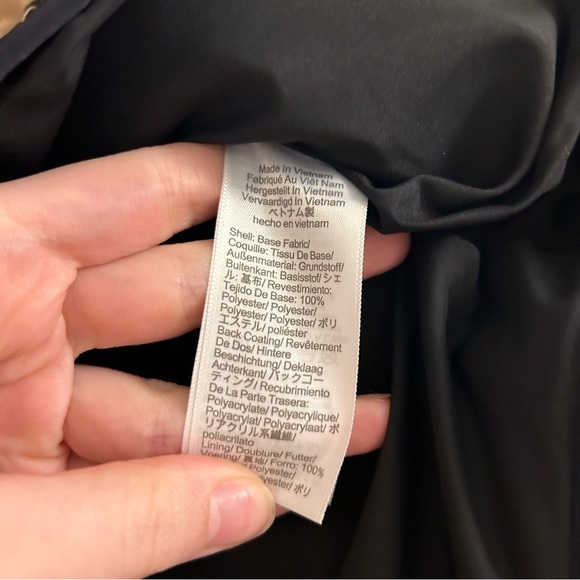 Made In Vietnam
Fabriqué Au Viêt Nam
Hergestellt In Vietnam
Vervaardigd In Vietnam
ベトナム製
hecho en vietnam
Shell: Base Fabric/
Coquille: Tissu De Base/
Außenmaterial: Grundstoff/
Buitenkant: Basisstof/ シェ
ル: 基布/ Revestimiento:
Tejido De Base: 100%
Polyester/ Polyester/
Polyester/ Polyester/ ポリ
エステル/ poliéster
Back Coating/ Revêtement
De Dos/ Hintere
Beschichtung/ Deklaag
Achterkant/ バックコー
ティング/ Recubrimiento
De La Parte Trasera:
Polyacrylate/ Polyacrylique/
Polyacrylat/ Polyacrylaat/ ポ
リアクリル系繊維/
poliacrilato
Lining/ Doublure/ Futter/
Voering/ 裏地/ Forro: 100%
Polyester/
Polyester/ ポリ